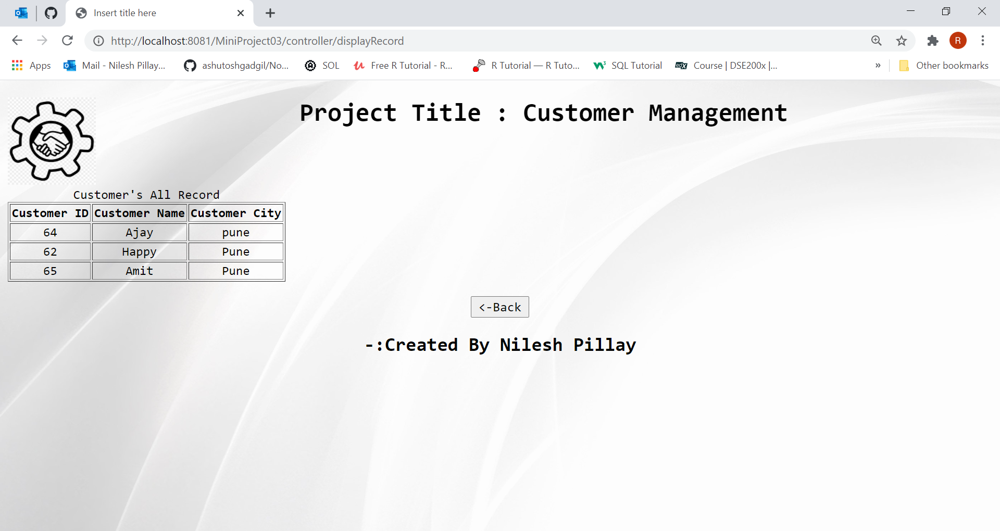 Insert title here
http://localhost:8081/MiniProject03/controller/displayRecord
R
Apps Mail - Nilesh Pillay... ashutoshgadgil/No... SOL Free R Tutorial - R... R Tutorial — R Tuto... SQL Tutorial Course | DSE200x |... » Other bookmarks
Project Title : Customer Management
Customer's All Record
Customer ID Customer Name Customer City
64 Ajay pune
62 Happy Pune
65 Amit Pune
<-Back
-:Created By Nilesh Pillay